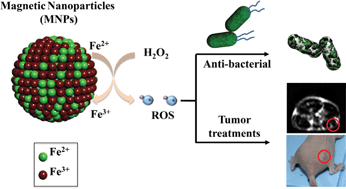 Magnetic Nanoparticles
(MNPs)
Fe²⁺
H₂O₂
Anti-bacterial
Fe³⁺
ROS
Tumor
treatments
Fe²⁺
Fe³⁺